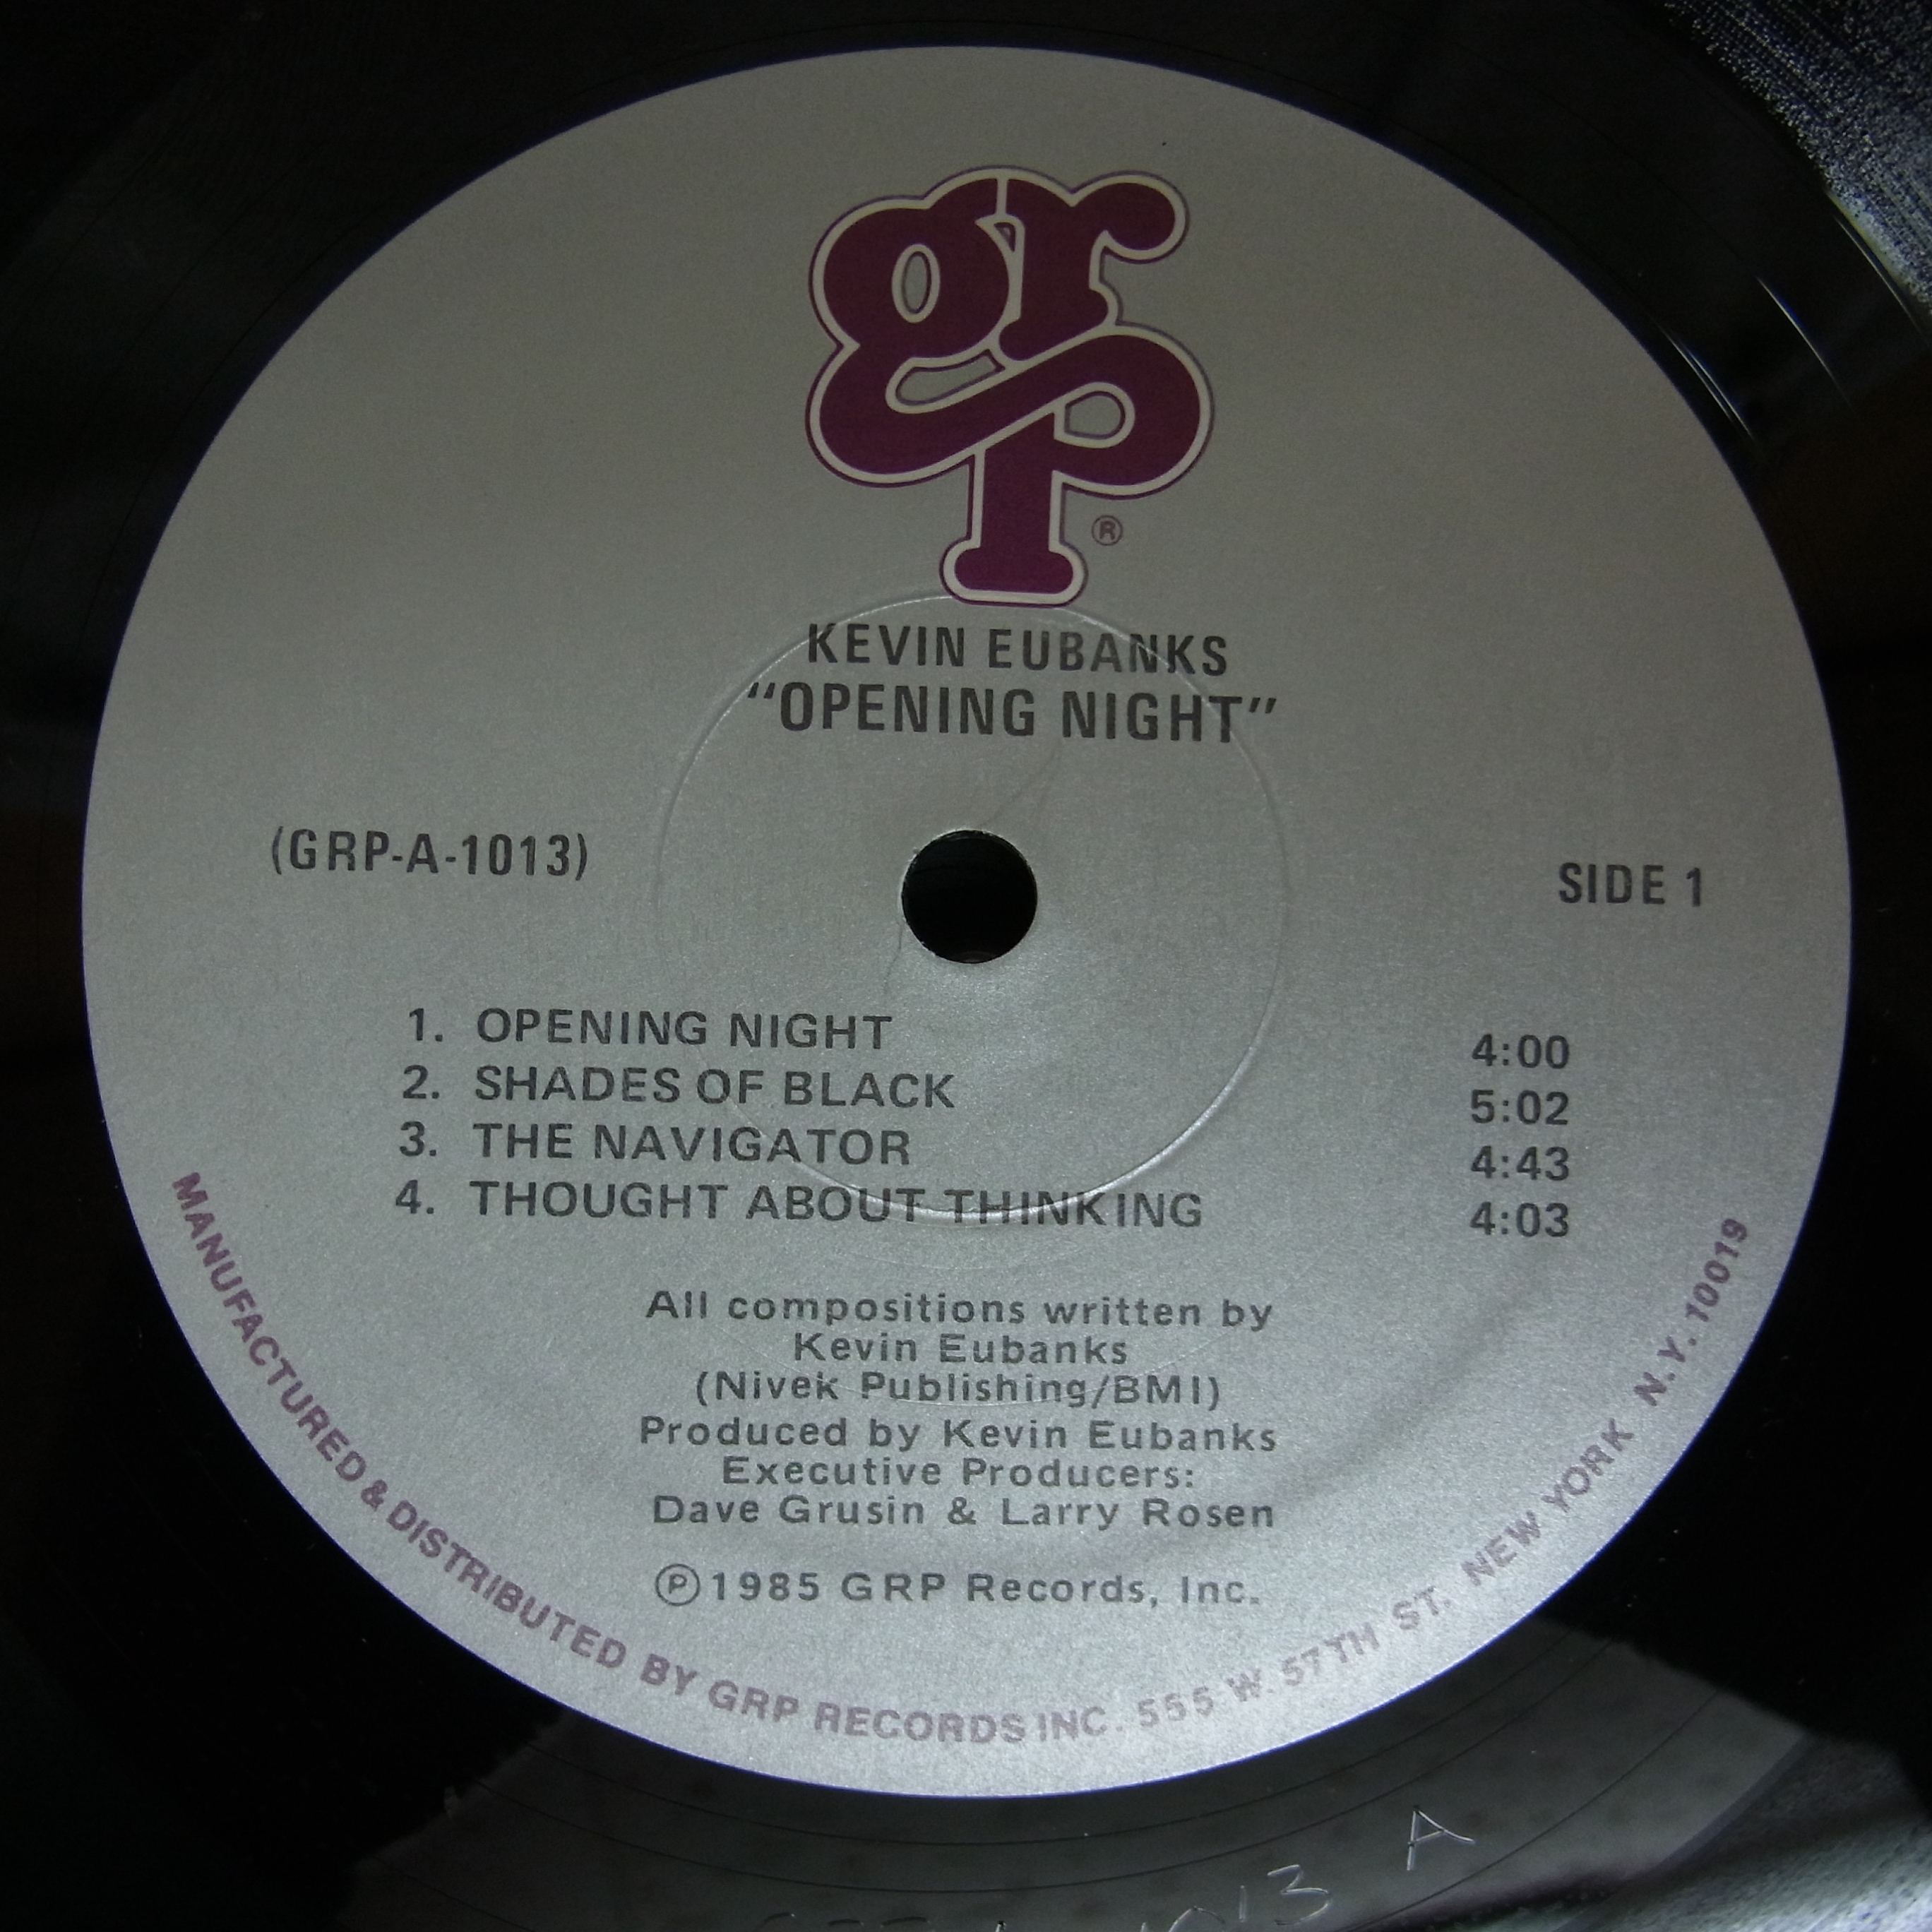 grp
®
KEVIN EUBANKS
"OPENING NIGHT"
(GRP-A-1013)
SIDE 1
1. OPENING NIGHT 4:00
2. SHADES OF BLACK 5:02
3. THE NAVIGATOR 4:43
4. THOUGHT ABOUT THINKING 4:03
All compositions written by
Kevin Eubanks
(Nivek Publishing/BMI)
Produced by Kevin Eubanks
Executive Producers:
Dave Grusin & Larry Rosen
Ⓟ1985 GRP Records, Inc.
MANUFACTURED & DISTRIBUTED BY GRP RECORDS INC. 555 W. 57TH ST. NEW YORK N.Y. 10019
1013 A